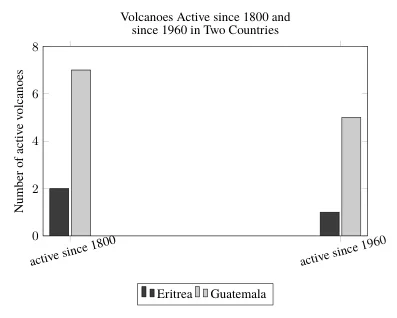 Volcanoes Active since 1800 and
since 1960 in Two Countries
Number of active volcanoes
8
6
4
2
0
active since 1800
active since 1960
Eritrea Guatemala